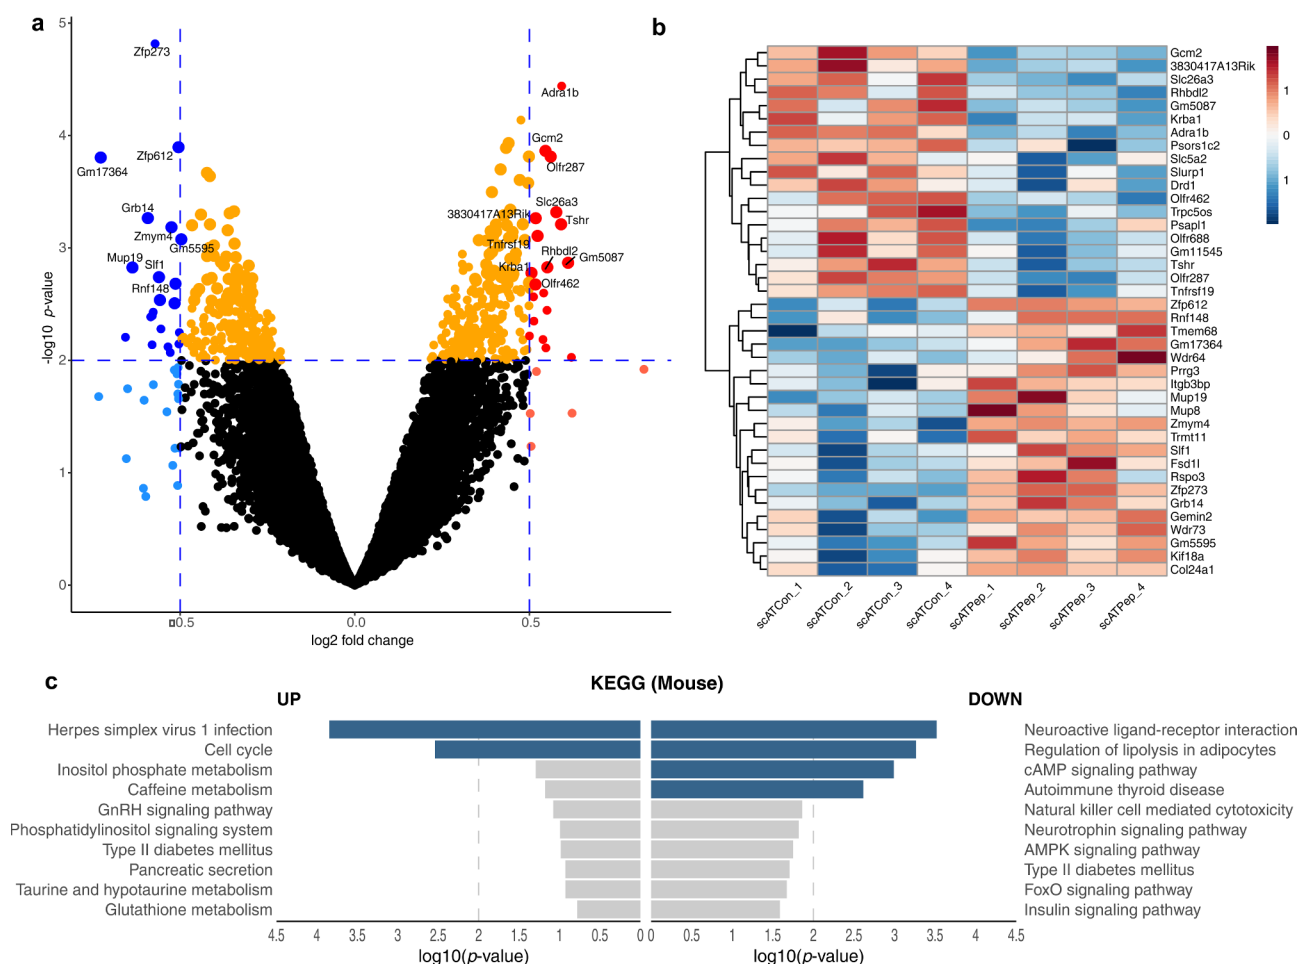 a
5
4
3
2
1
0
-log10 p-value
Zfp273
Adra1b
Zfp612
Gcm2
Olfr287
Gm17364
Grb14
Slc26a3
3830417A13Rik
Tshr
Zmym4
Gm5595
Tnfrsf19
Mup19
Slf1
Rhbdl2
Gm5087
Krba1
Rnf148
Olfr462
0.5
0.0
0.5
log2 fold change
b
Gcm2
3830417A13Rik
Slc26a3
Rhbdl2
Gm5087
Krba1
Adra1b
Psors1c2
Slc5a2
Slurp1
Drd1
Olfr462
Trpc5os
Psapl1
Olfr688
Gm11545
Tshr
Olfr287
Tnfrsf19
Zfp612
Rnf148
Tmem68
Gm17364
Wdr64
Prrg3
Itgb3bp
Mup19
Mup8
Zmym4
Trmt11
Slf1
Fsd1l
Rspo3
Zfp273
Grb14
Gemin2
Wdr73
Gm5595
Kif18a
Col24a1
1
0
1
scATCon_1
scATCon_2
scATCon_3
scATCon_4
scATPep_1
scATPep_2
scATPep_3
scATPep_4
c
KEGG (Mouse)
UP
DOWN
Herpes simplex virus 1 infection
Cell cycle
Inositol phosphate metabolism
Caffeine metabolism
GnRH signaling pathway
Phosphatidylinositol signaling system
Type II diabetes mellitus
Pancreatic secretion
Taurine and hypotaurine metabolism
Glutathione metabolism
Neuroactive ligand-receptor interaction
Regulation of lipolysis in adipocytes
cAMP signaling pathway
Autoimmune thyroid disease
Natural killer cell mediated cytotoxicity
Neurotrophin signaling pathway
AMPK signaling pathway
Type II diabetes mellitus
FoxO signaling pathway
Insulin signaling pathway
4.5 4 3.5 3 2.5 2 1.5 1 0.5 0
0 0.5 1 1.5 2 2.5 3 3.5 4 4.5
log10(p-value)
log10(p-value)